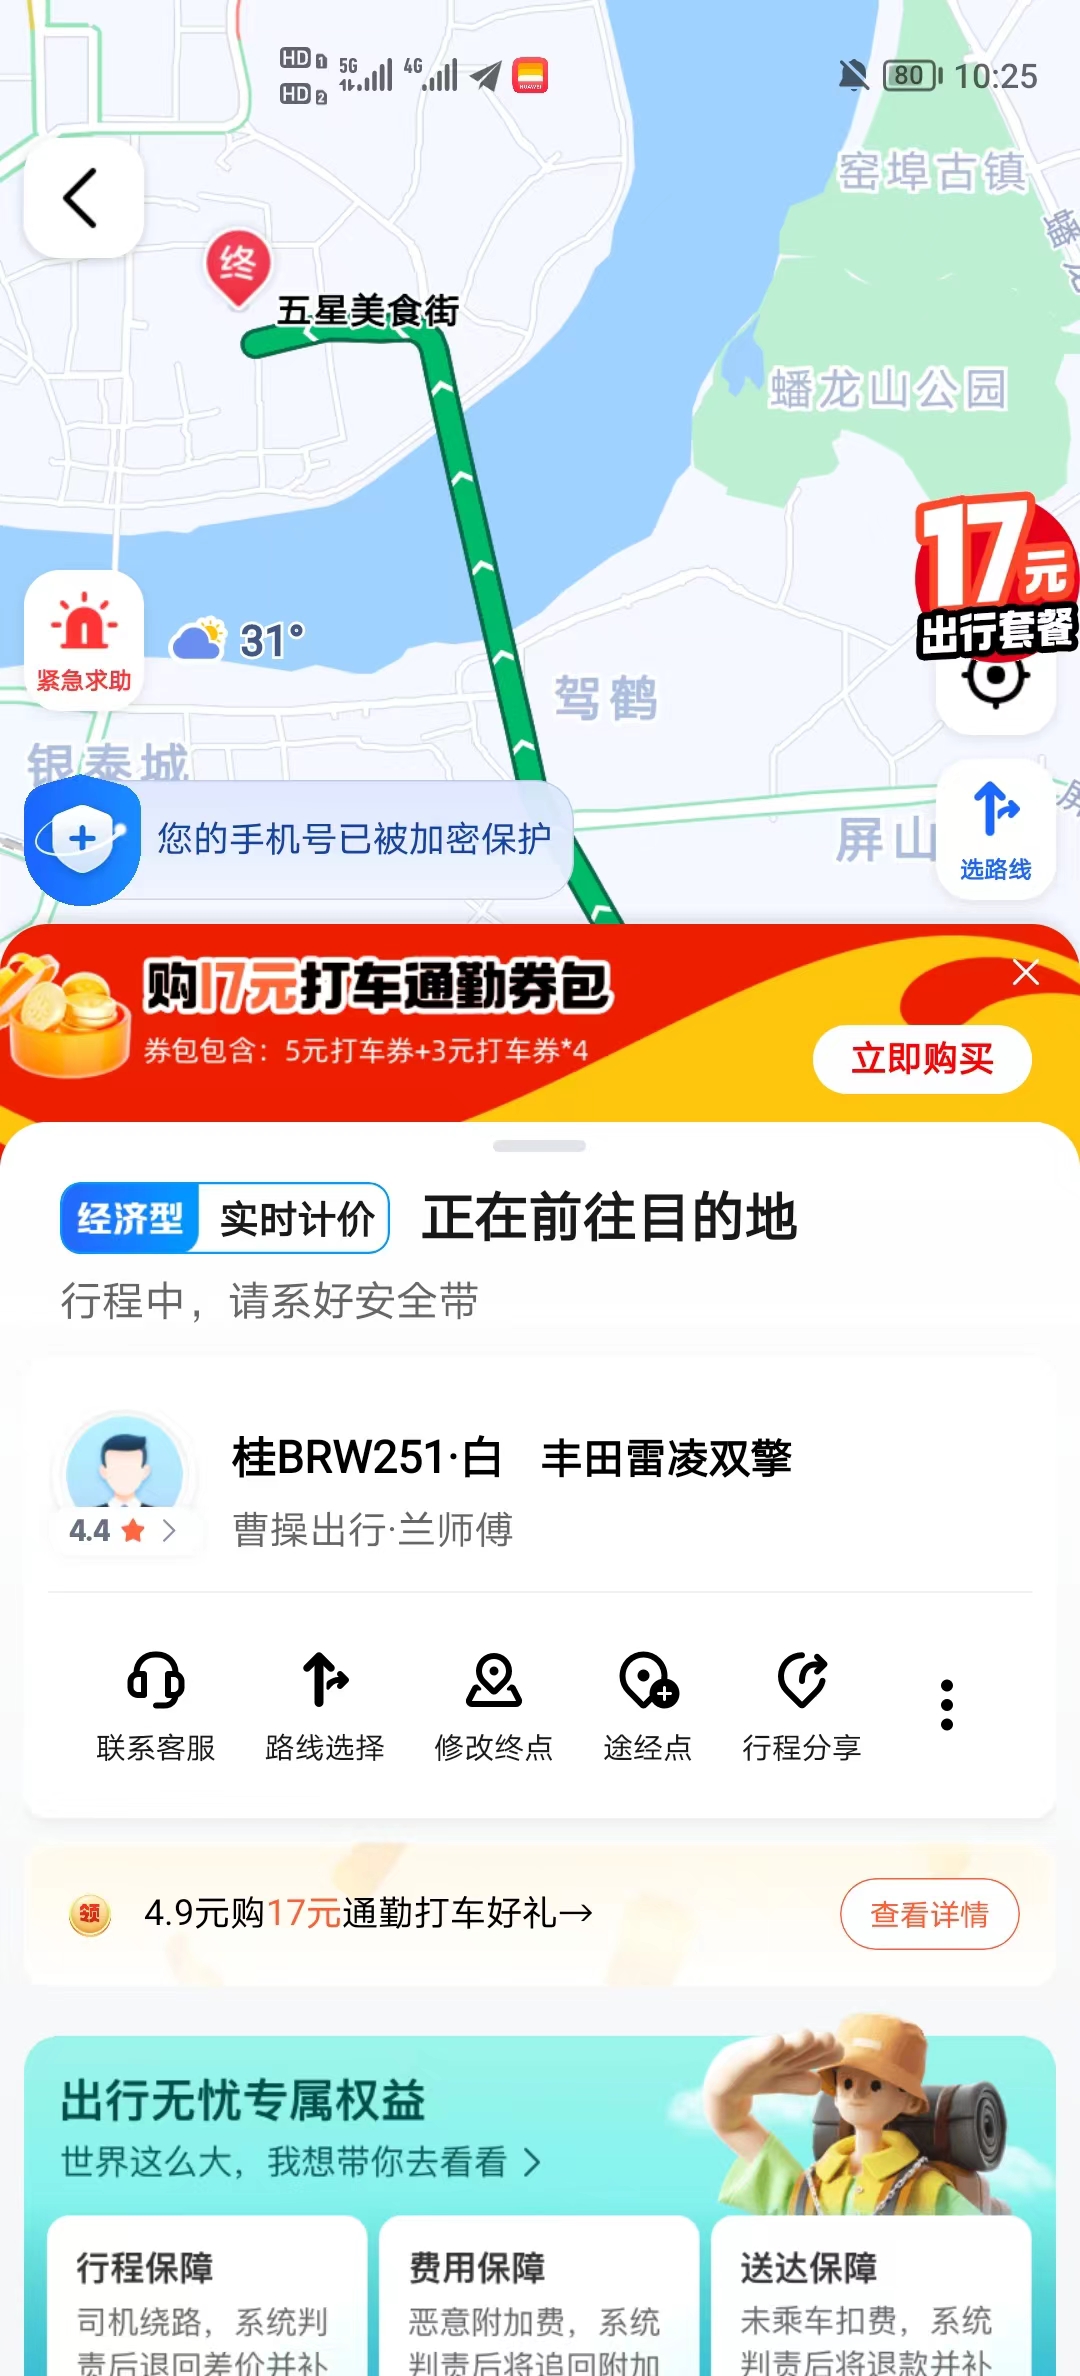 HD 1 5G 4G 80 10:25
HD 2
HUAWEI
窑埠古镇
蟠龙
终
五星美食街
蟠龙山公园
17元
出行套餐
31°
紧急求助
驾鹤
银泰城
您的手机号已被加密保护
屏山
选路线
购17元打车通勤券包
券包包含：5元打车券+3元打车券*4
立即购买
经济型 实时计价 正在前往目的地
行程中，请系好安全带
桂BRW251·白 丰田雷凌双擎
4.4
曹操出行·兰师傅
联系客服 路线选择 修改终点 途经点 行程分享
领 4.9元购17元通勤打车好礼→ 查看详情
出行无忧专属权益
世界这么大，我想带你去看看 >
行程保障 费用保障 送达保障
司机绕路，系统判 恶意附加费，系统 未乘车扣费，系统
责后退回差价并补 判责后将追回附加 判责后将退款并补